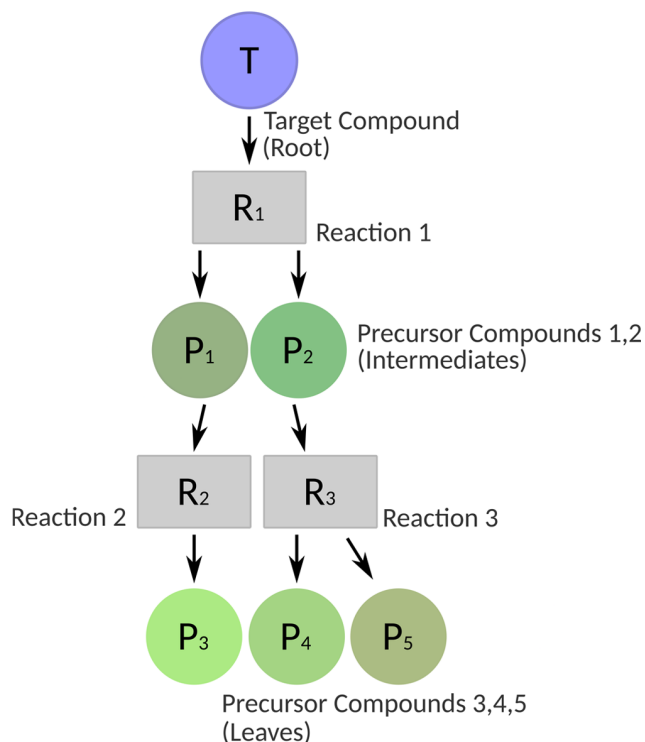 T
Target Compound
(Root)
R1
Reaction 1
P1
P2
Precursor Compounds 1,2
(Intermediates)
R2
R3
Reaction 2
Reaction 3
P3
P4
P5
Precursor Compounds 3,4,5
(Leaves)